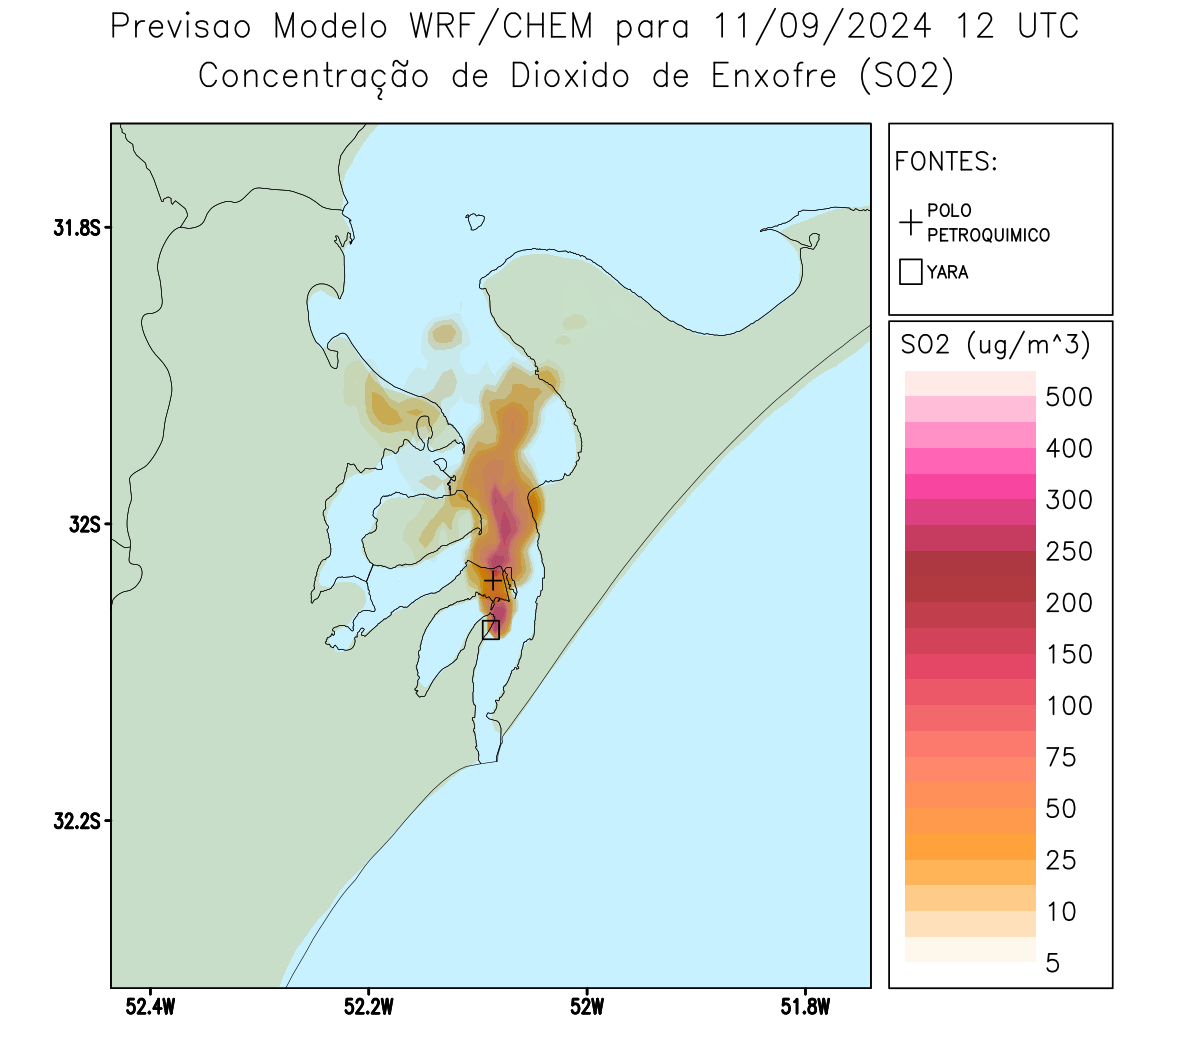 Previsao Modelo WRF/CHEM para 11/09/2024 12 UTC
Concentração de Dioxido de Enxofre (SO2)
FONTES:
POLO
PETROQUIMICO
YARA
SO2 (ug/m^3)
500
400
300
250
200
150
100
75
50
25
10
5
31.8S
32S
32.2S
52.4W
52.2W
52W
51.8W